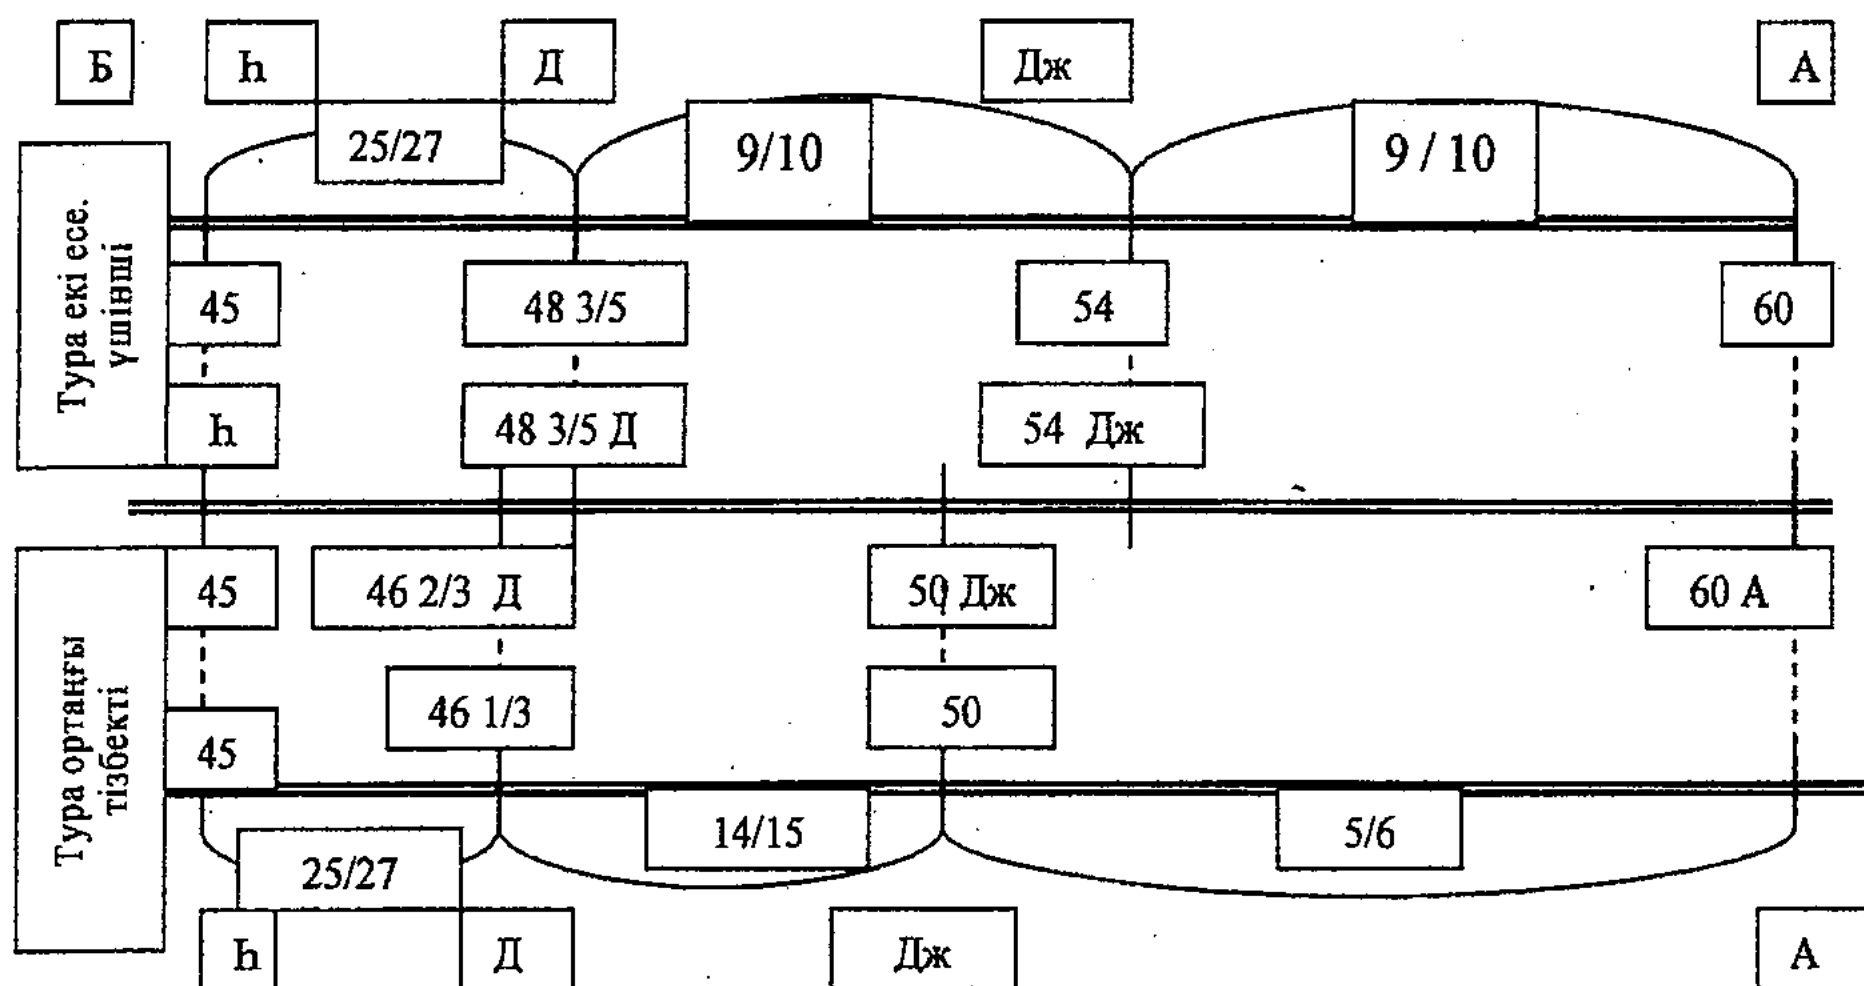 Б h Д Дж А
25/27 9/10 9 / 10
Тура екі есе.
үшінші
45 48 3/5 54 60
h 48 3/5 Д 54 Дж
Тура ортаңғы
тізбекті
45 46 2/3 Д 50 Дж 60 А
46 1/3 50
45
14/15 5/6
25/27
h Д Дж А